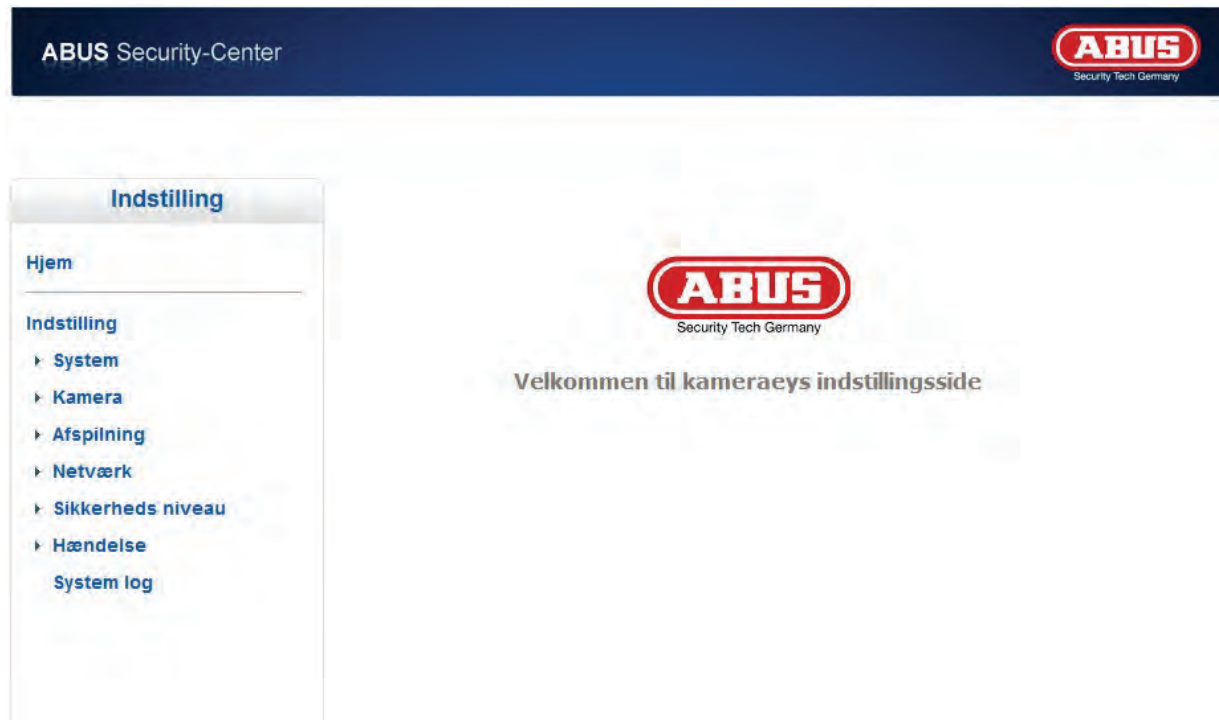 ABUS Security-Center
ABUS
Security Tech Germany
Indstilling
Hjem
Indstilling
System
Kamera
Afspilning
Netværk
Sikkerheds niveau
Hændelse
System log
ABUS
Security Tech Germany
Velkommen til kameraeys indstillingsside